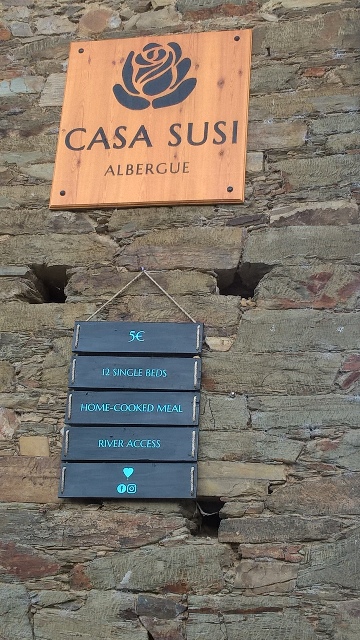 CASA SUSI
ALBERGUE
5€
12 SINGLE BEDS
HOME-COOKED MEAL
RIVER ACCESS